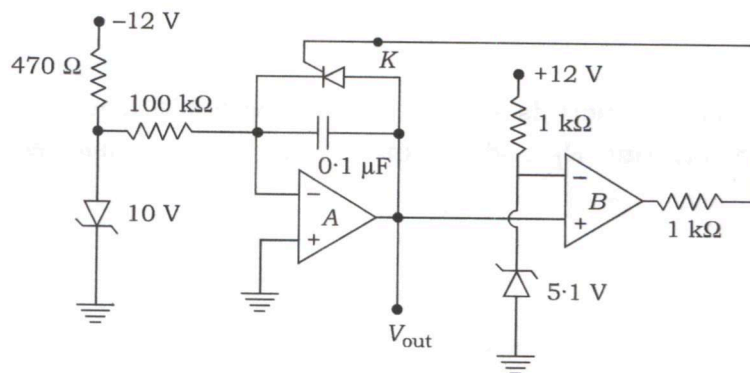 –12 V
470 Ω
100 kΩ
10 V
K
0·1 μF
–
A
+
V_out
+12 V
1 kΩ
–
B
+
1 kΩ
5·1 V